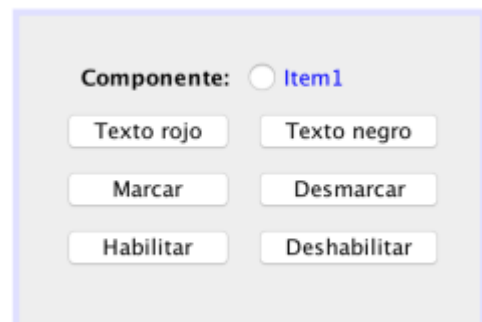 Componente: Item1
Texto rojo Texto negro
Marcar Desmarcar
Habilitar Deshabilitar